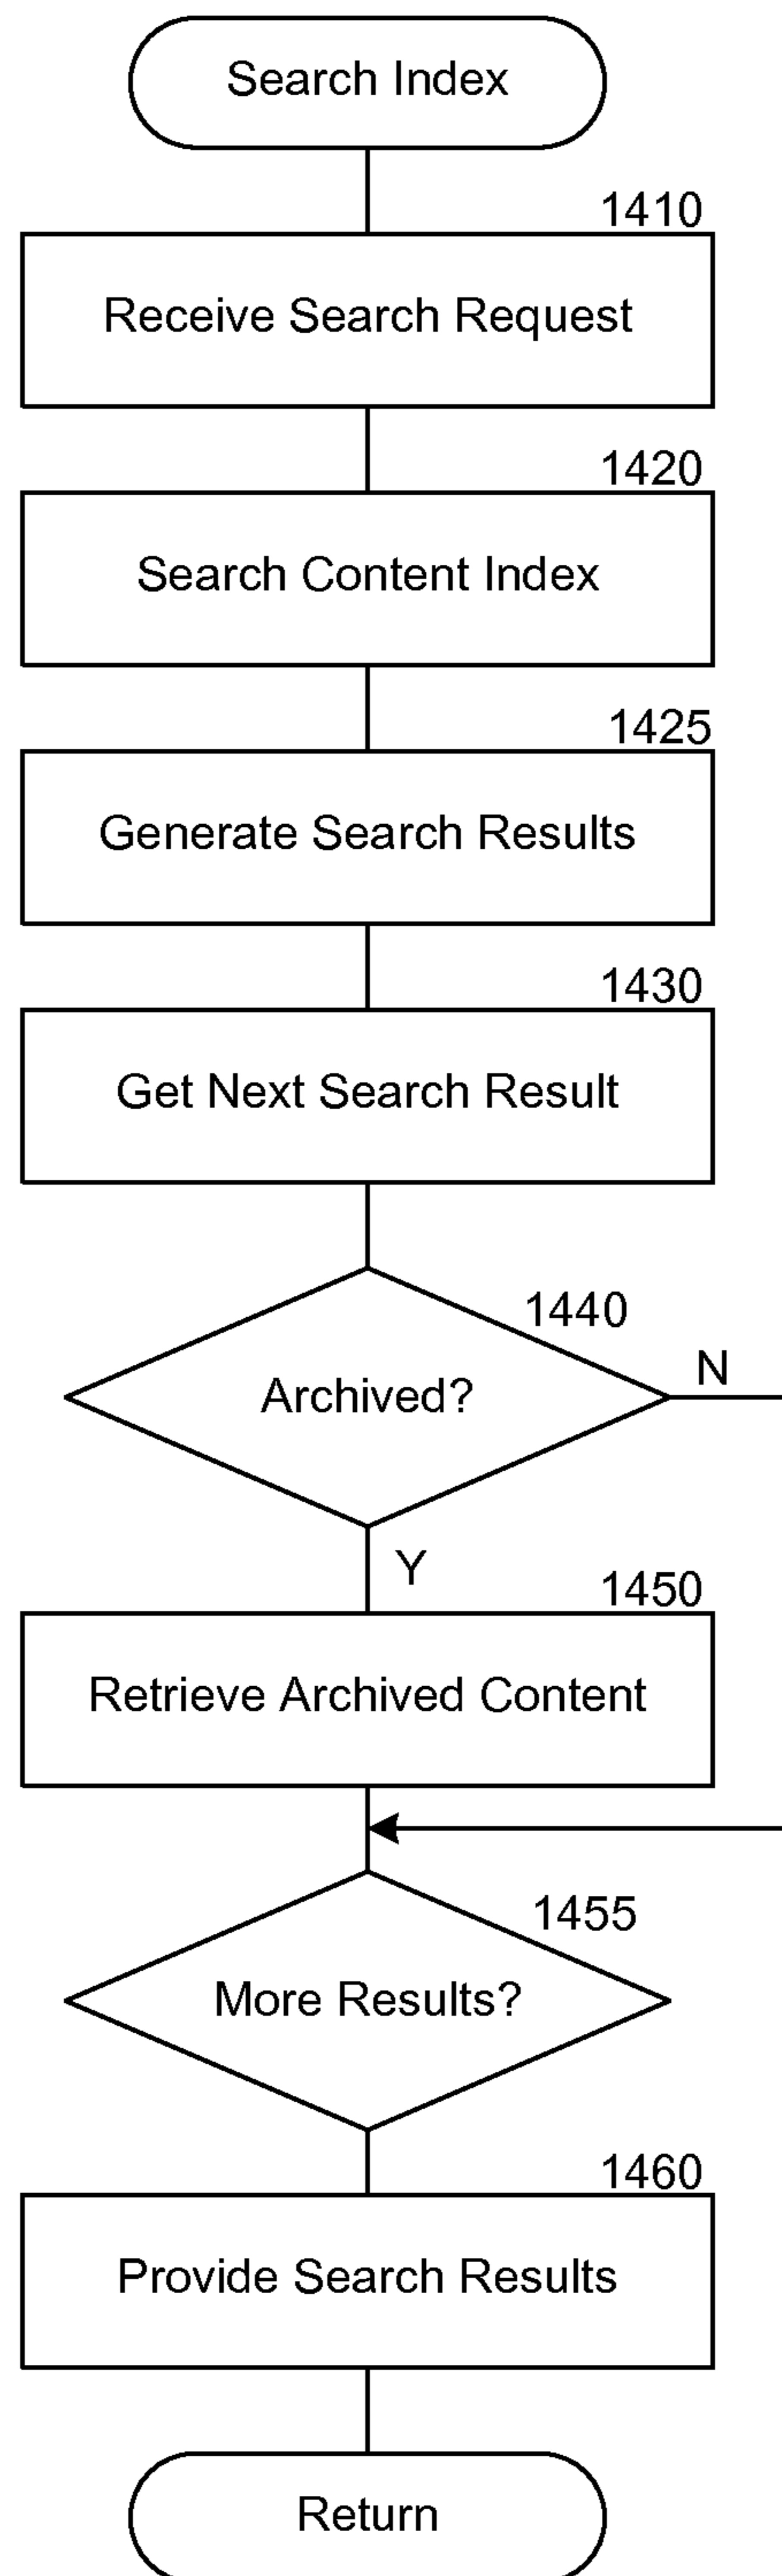 Search Index
1410
Receive Search Request
1420
Search Content Index
1425
Generate Search Results
1430
Get Next Search Result
1440
N
Archived?
Y
1450
Retrieve Archived Content
1455
More Results?
1460
Provide Search Results
Return